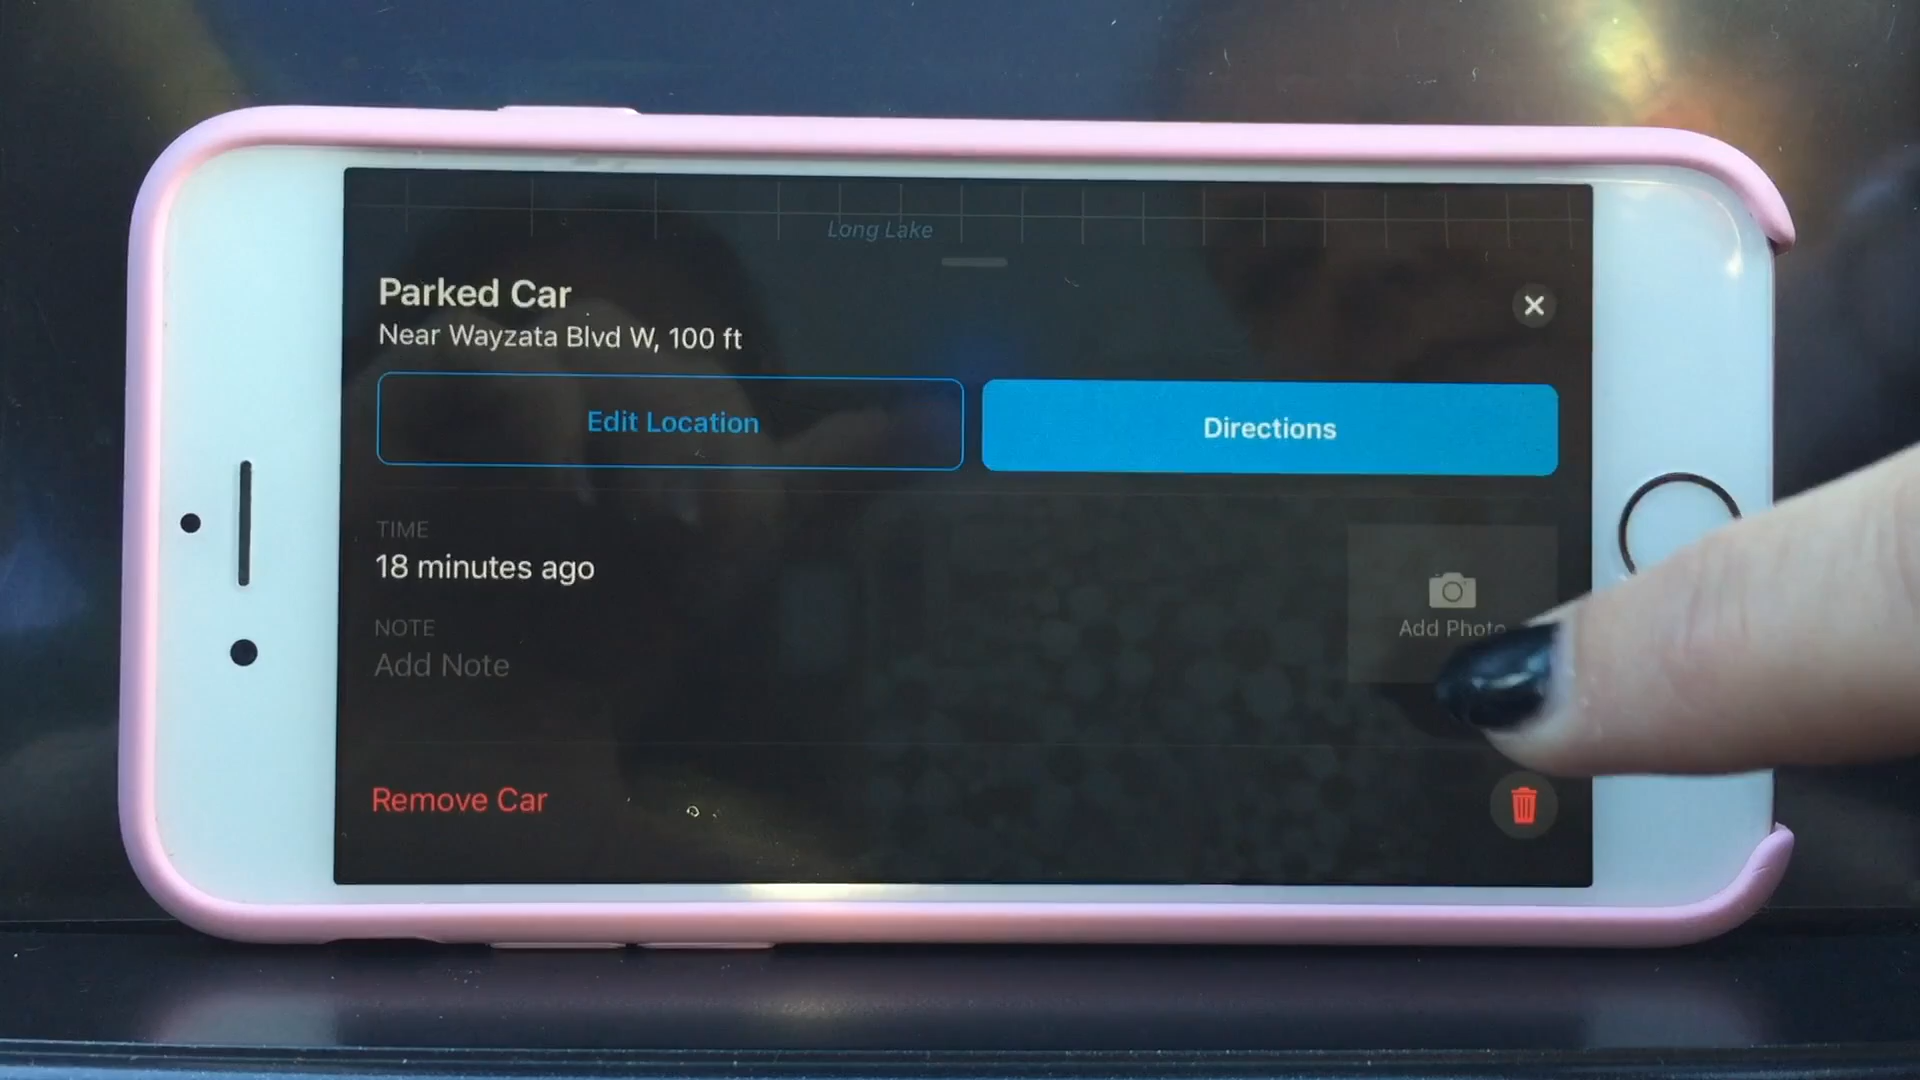 Long Lake
Parked Car
Near Wayzata Blvd W, 100 ft
Edit Location
Directions
TIME
18 minutes ago
NOTE
Add Note
Add Photo
Remove Car